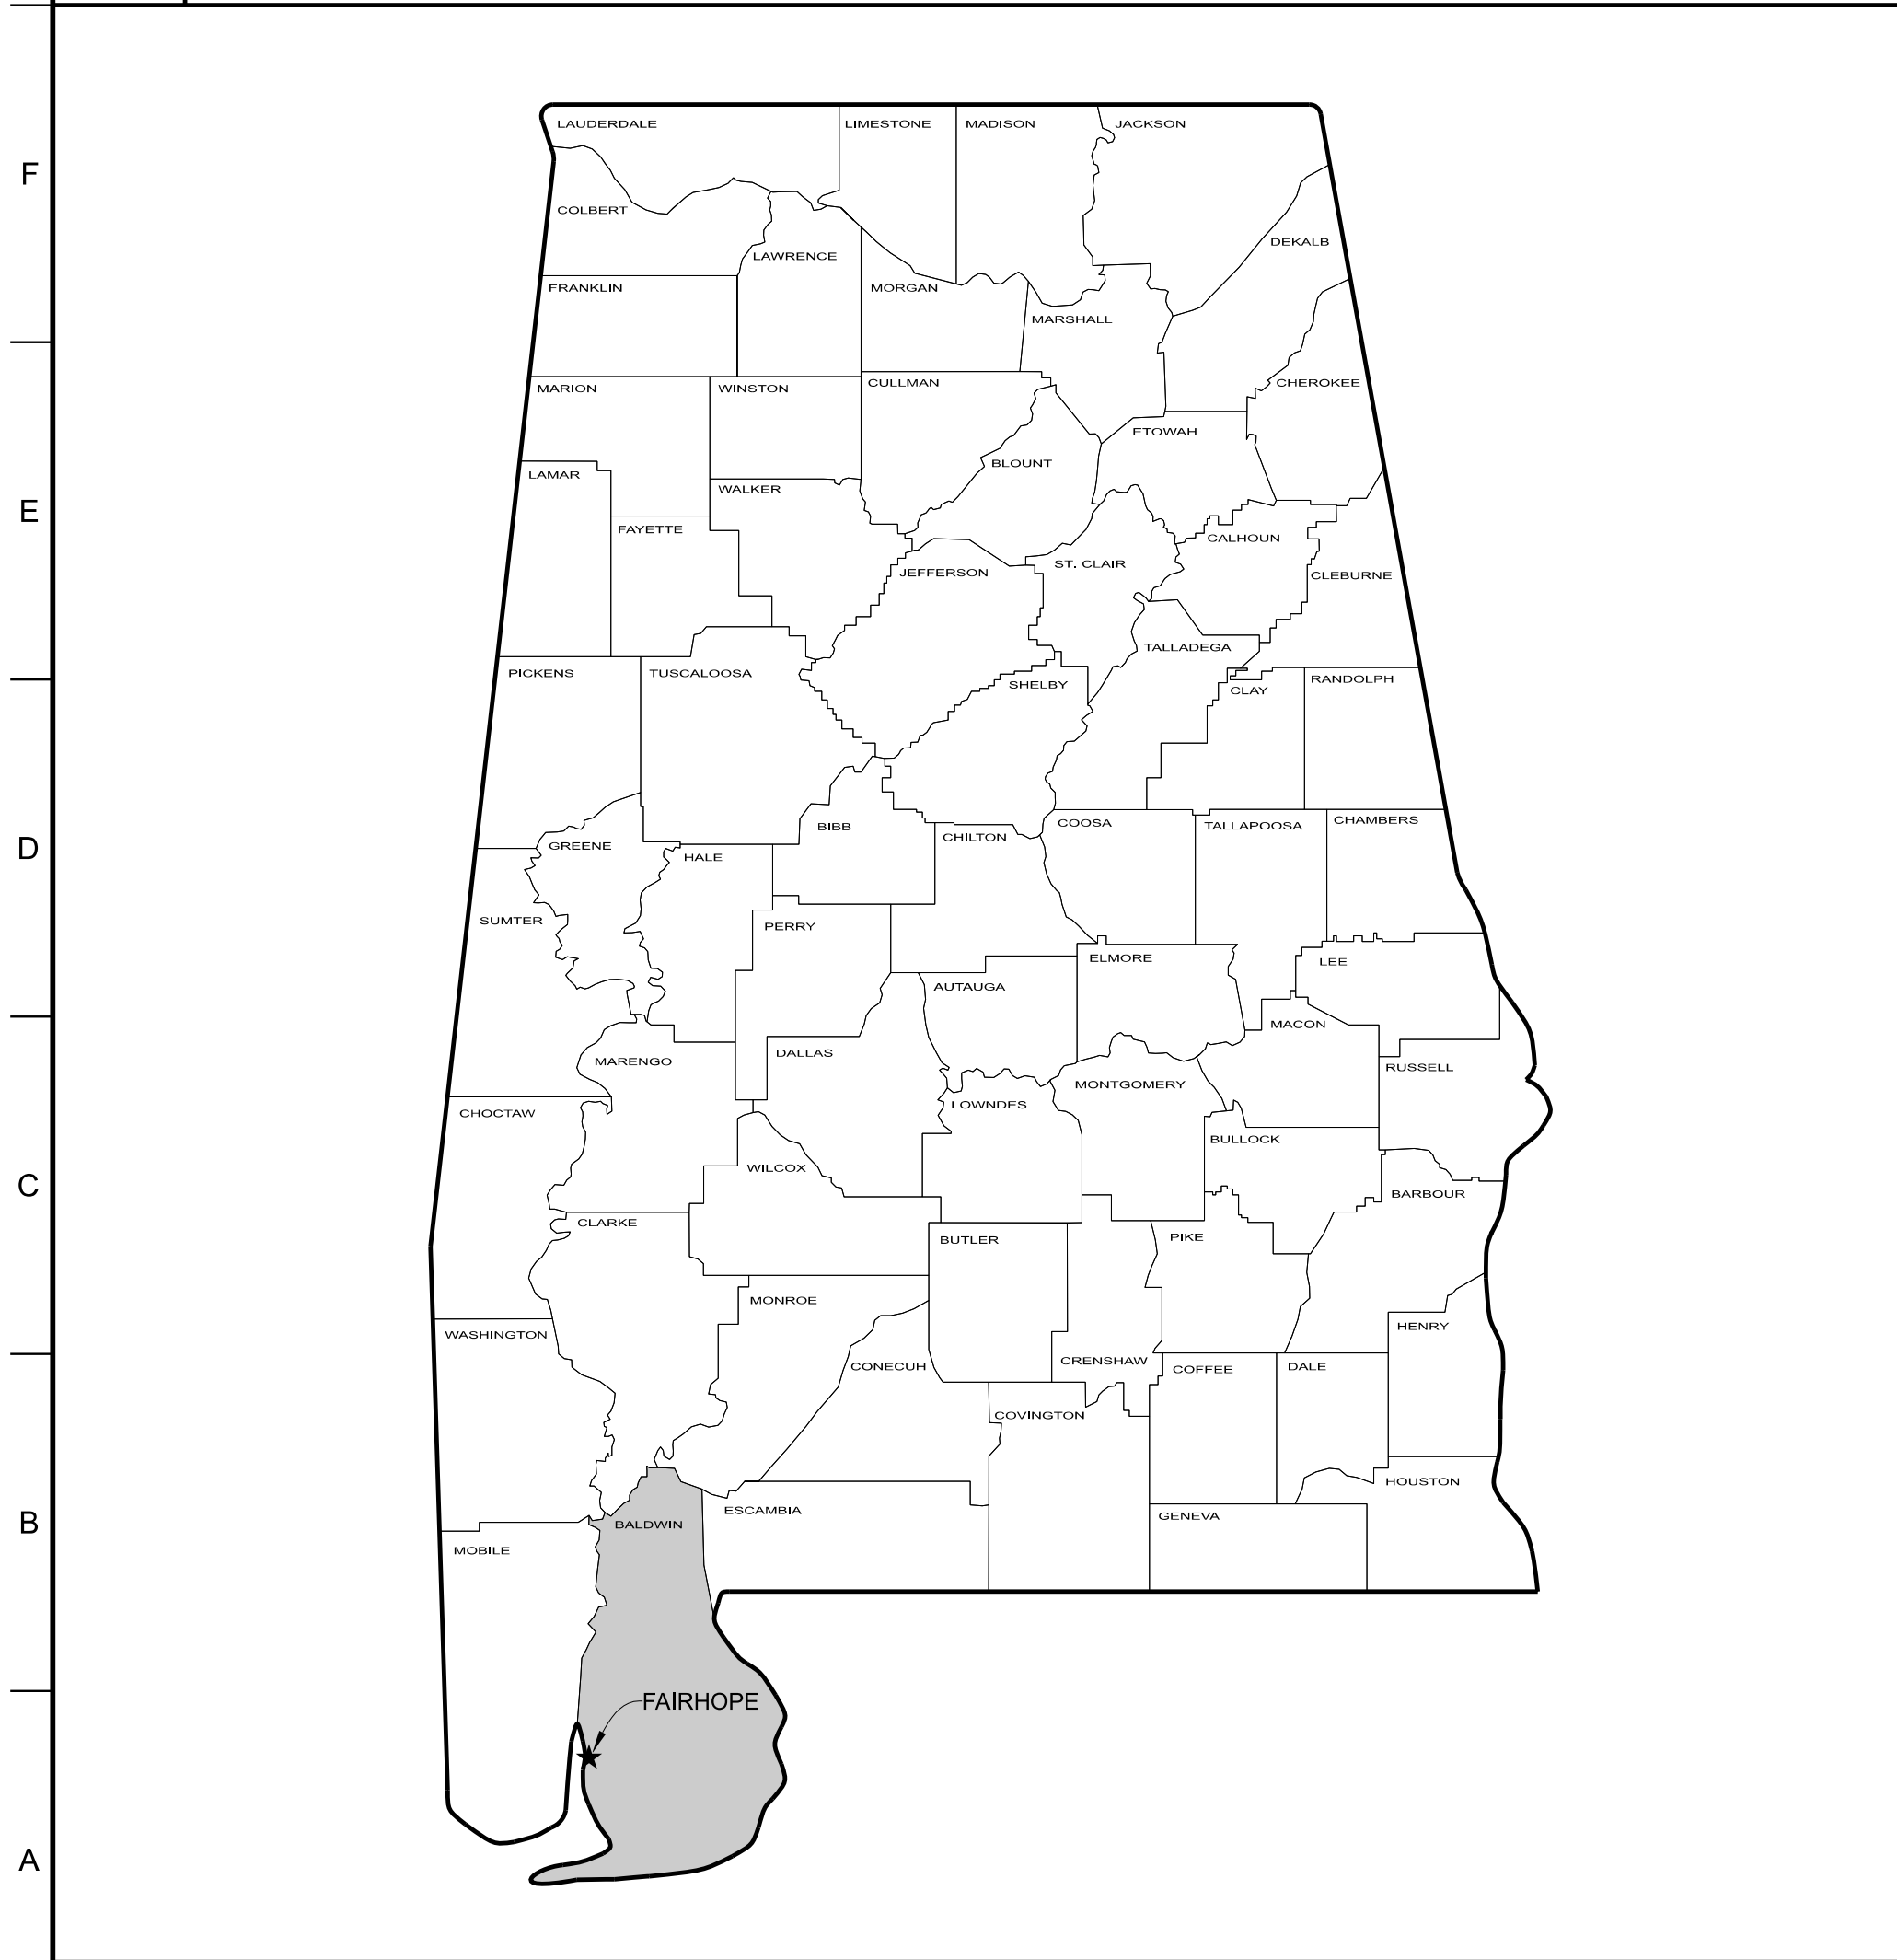 LAUDERDALE
LIMESTONE
MADISON
JACKSON
F
COLBERT
DEKALB
LAWRENCE
FRANKLIN
MORGAN
MARSHALL
MARION
WINSTON
CULLMAN
CHEROKEE
ETOWAH
BLOUNT
LAMAR
WALKER
E
FAYETTE
CALHOUN
ST. CLAIR
JEFFERSON
CLEBURNE
TALLADEGA
PICKENS
TUSCALOOSA
SHELBY
CLAY
RANDOLPH
BIBB
COOSA
TALLAPOOSA
CHAMBERS
CHILTON
D
GREENE
HALE
SUMTER
PERRY
ELMORE
LEE
AUTAUGA
MACON
DALLAS
MARENGO
RUSSELL
MONTGOMERY
LOWNDES
CHOCTAW
BULLOCK
WILCOX
C
BARBOUR
CLARKE
BUTLER
PIKE
MONROE
HENRY
WASHINGTON
CRENSHAW
CONECUH
COFFEE
DALE
COVINGTON
HOUSTON
ESCAMBIA
GENEVA
B
BALDWIN
MOBILE
FAIRHOPE
A